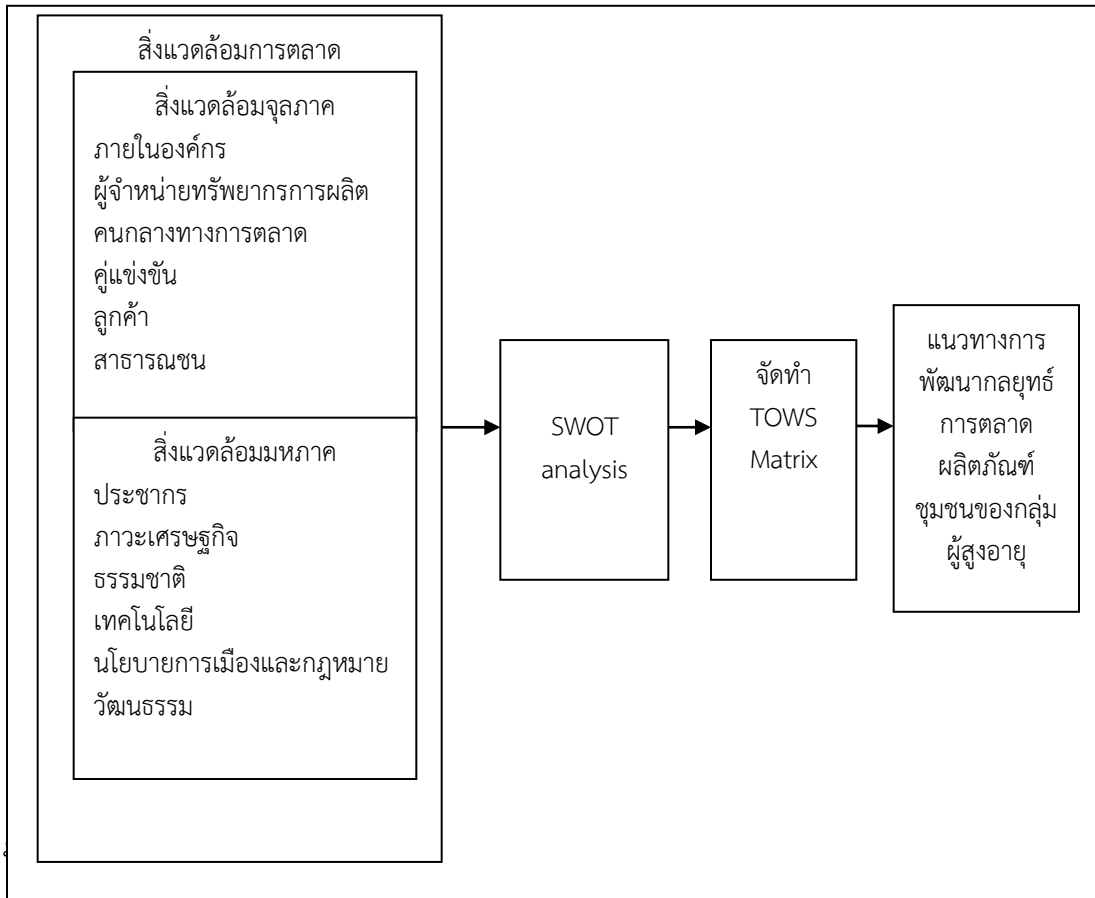 สิ่งแวดล้อมการตลาด
สิ่งแวดล้อมจุลภาค
ภายในองค์กร
ผู้จำหน่ายทรัพยากรการผลิต
คนกลางทางการตลาด
คู่แข่งขัน
ลูกค้า
สาธารณชน
สิ่งแวดล้อมมหภาค
ประชากร
ภาวะเศรษฐกิจ
ธรรมชาติ
เทคโนโลยี
นโยบายการเมืองและกฎหมาย
วัฒนธรรม
SWOT
analysis
จัดทำ
TOWS
Matrix
แนวทางการ
พัฒนากลยุทธ์
การตลาด
ผลิตภัณฑ์
ชุมชนของกลุ่ม
ผู้สูงอายุ